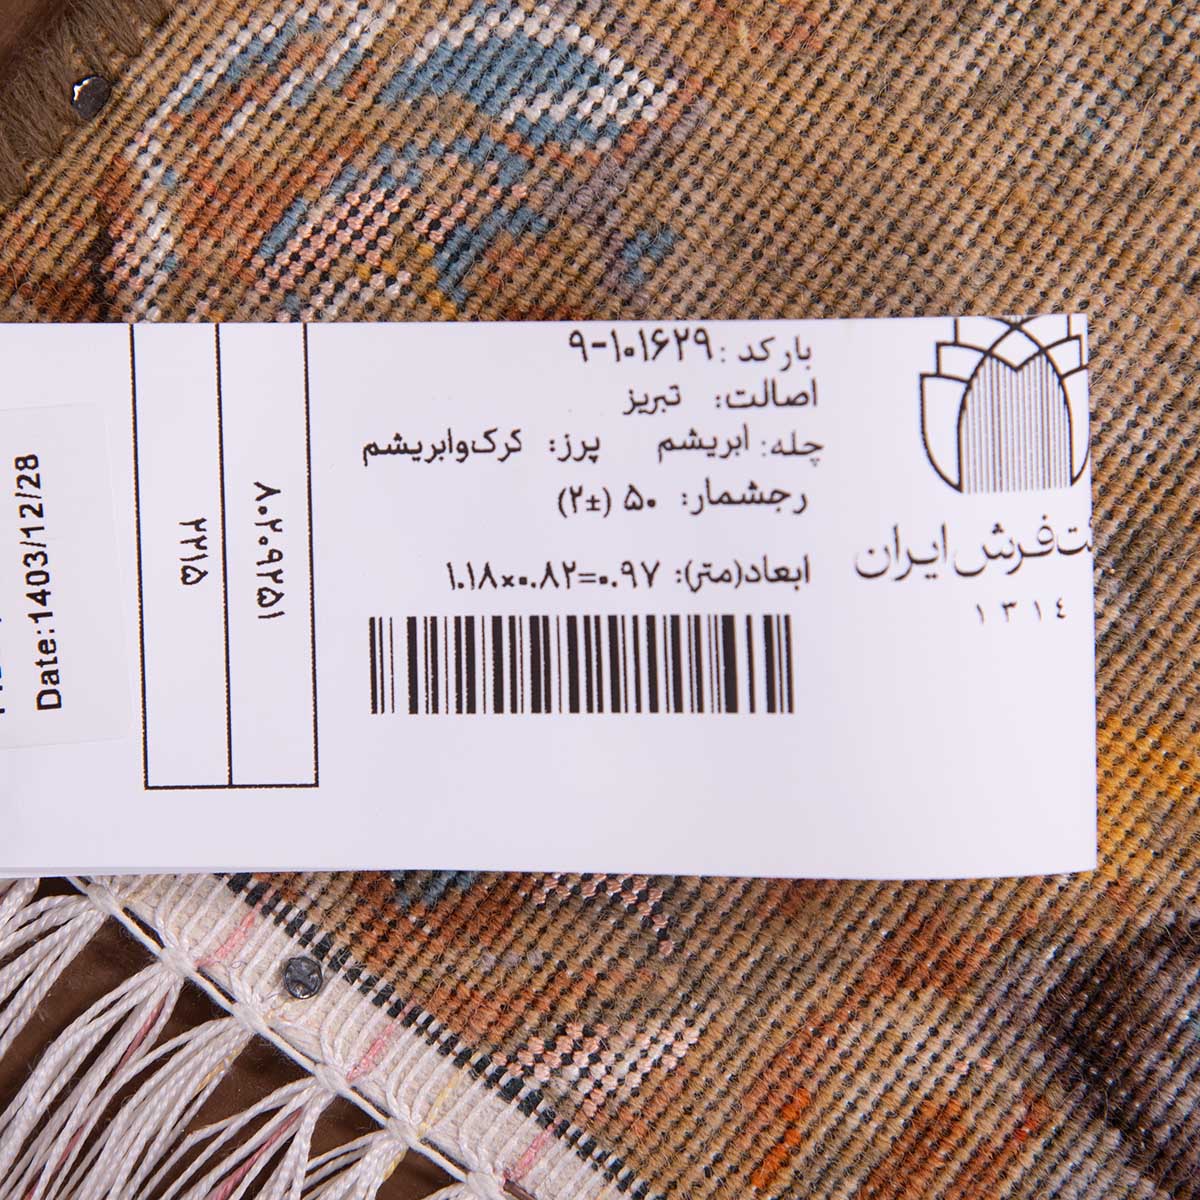 بارکد: ۹-۱۰۱۶۲۹
اصالت: تبریز
چله: ابریشم پرز: کرک‌وابریشم
رجشمار: ۵۰ (±۲)
ابعاد(متر): ۱.۱۸×۰.۸۲=۰.۹۷
فرش ایران
۱۳۱٤
۸۰۲۰۹۲۵۱
۲۲۱۵
Date:1403/12/28